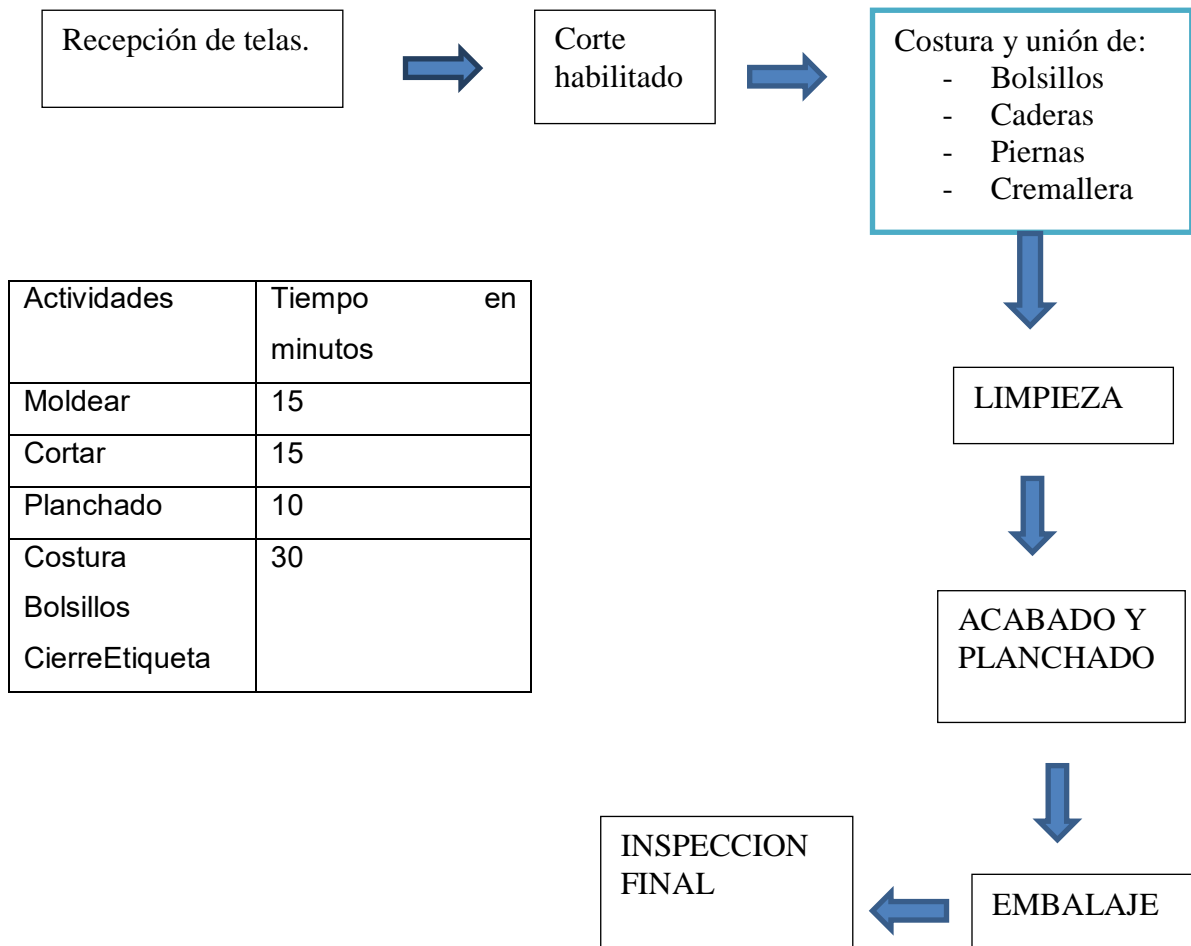 Recepción de telas.
Corte
habilitado
Costura y unión de:
- Bolsillos
- Caderas
- Piernas
- Cremallera
Actividades
Tiempo en
minutos
Moldear
15
Cortar
15
Planchado
10
Costura
Bolsillos
CierreEtiqueta
30
LIMPIEZA
ACABADO Y
PLANCHADO
EMBALAJE
INSPECCION
FINAL